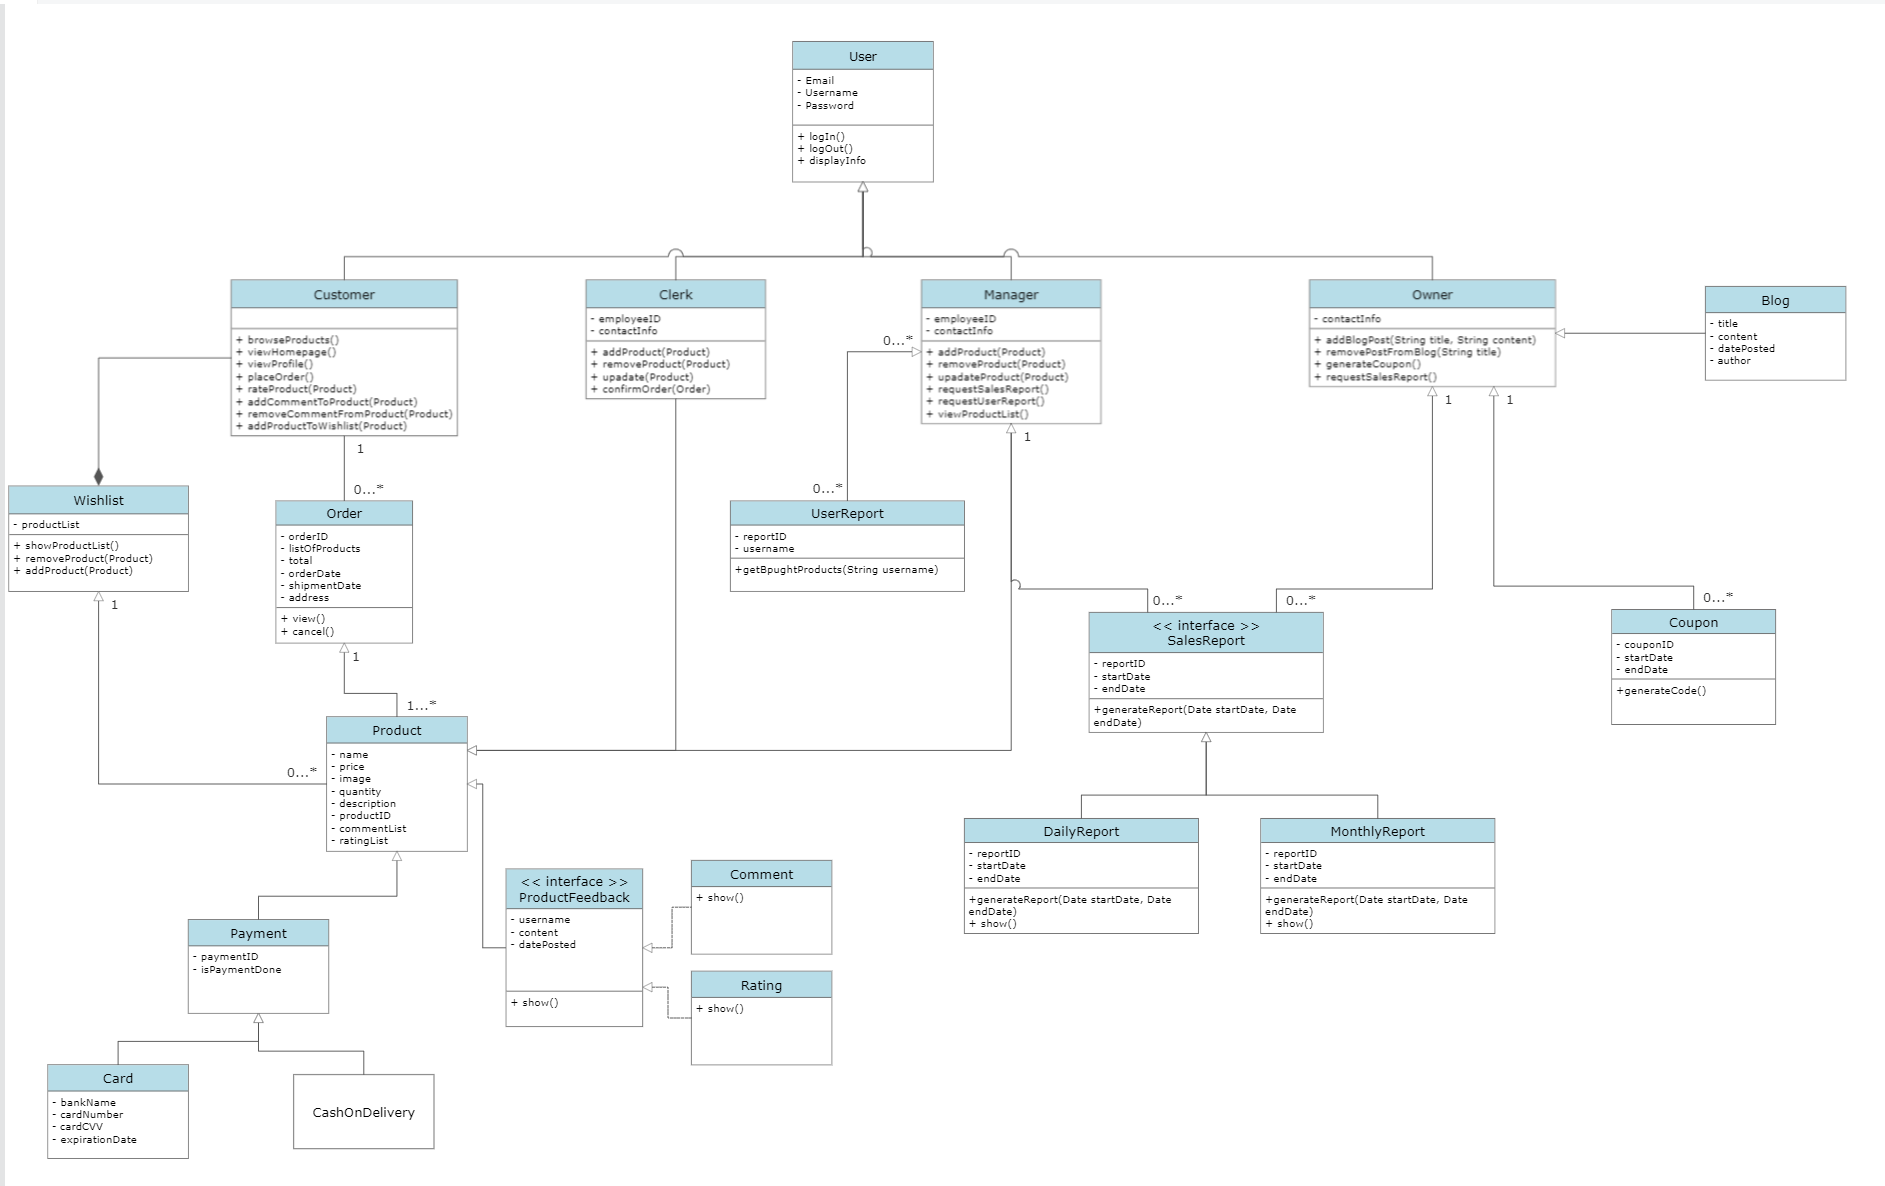 User
- Email
- Username
- Password
+ logIn()
+ logOut()
+ displayInfo
Customer
+ browseProducts()
+ viewHomepage()
+ viewProfile()
+ placeOrder()
+ rateProduct(Product)
+ addCommentToProduct(Product)
+ removeCommentFromProduct(Product)
+ addProductToWishlist(Product)
1
0...*
Clerk
- employeeID
- contactInfo
+ addProduct(Product)
+ removeProduct(Product)
+ upadate(Product)
+ confirmOrder(Order)
Manager
- employeeID
- contactInfo
+ addProduct(Product)
+ removeProduct(Product)
+ upadateProduct(Product)
+ requestSalesReport()
+ requestUserReport()
+ viewProductList()
0...*
1
Owner
- contactInfo
+ addBlogPost(String title, String content)
+ removePostFromBlog(String title)
+ generateCoupon()
+ requestSalesReport()
1
1
Blog
- title
- content
- datePosted
- author
Wishlist
- productList
+ showProductList()
+ removeProduct(Product)
+ addProduct(Product)
1
Order
- orderID
- listOfProducts
- total
- orderDate
- shipmentDate
- address
+ view()
+ cancel()
1
1...*
0...*
UserReport
- reportID
- username
+getBpughtProducts(String username)
0...*
0...*
<< interface >>
SalesReport
- reportID
- startDate
- endDate
+generateReport(Date startDate, Date
endDate)
0...*
Coupon
- couponID
- startDate
- endDate
+generateCode()
0...*
Product
- name
- price
- image
- quantity
- description
- productID
- commentList
- ratingList
DailyReport
- reportID
- startDate
- endDate
+generateReport(Date startDate, Date
endDate)
+ show()
MonthlyReport
- reportID
- startDate
- endDate
+generateReport(Date startDate, Date
endDate)
+ show()
<< interface >>
ProductFeedback
- username
- content
- datePosted
+ show()
Comment
+ show()
Rating
+ show()
Payment
- paymentID
- isPaymentDone
Card
- bankName
- cardNumber
- cardCVV
- expirationDate
CashOnDelivery